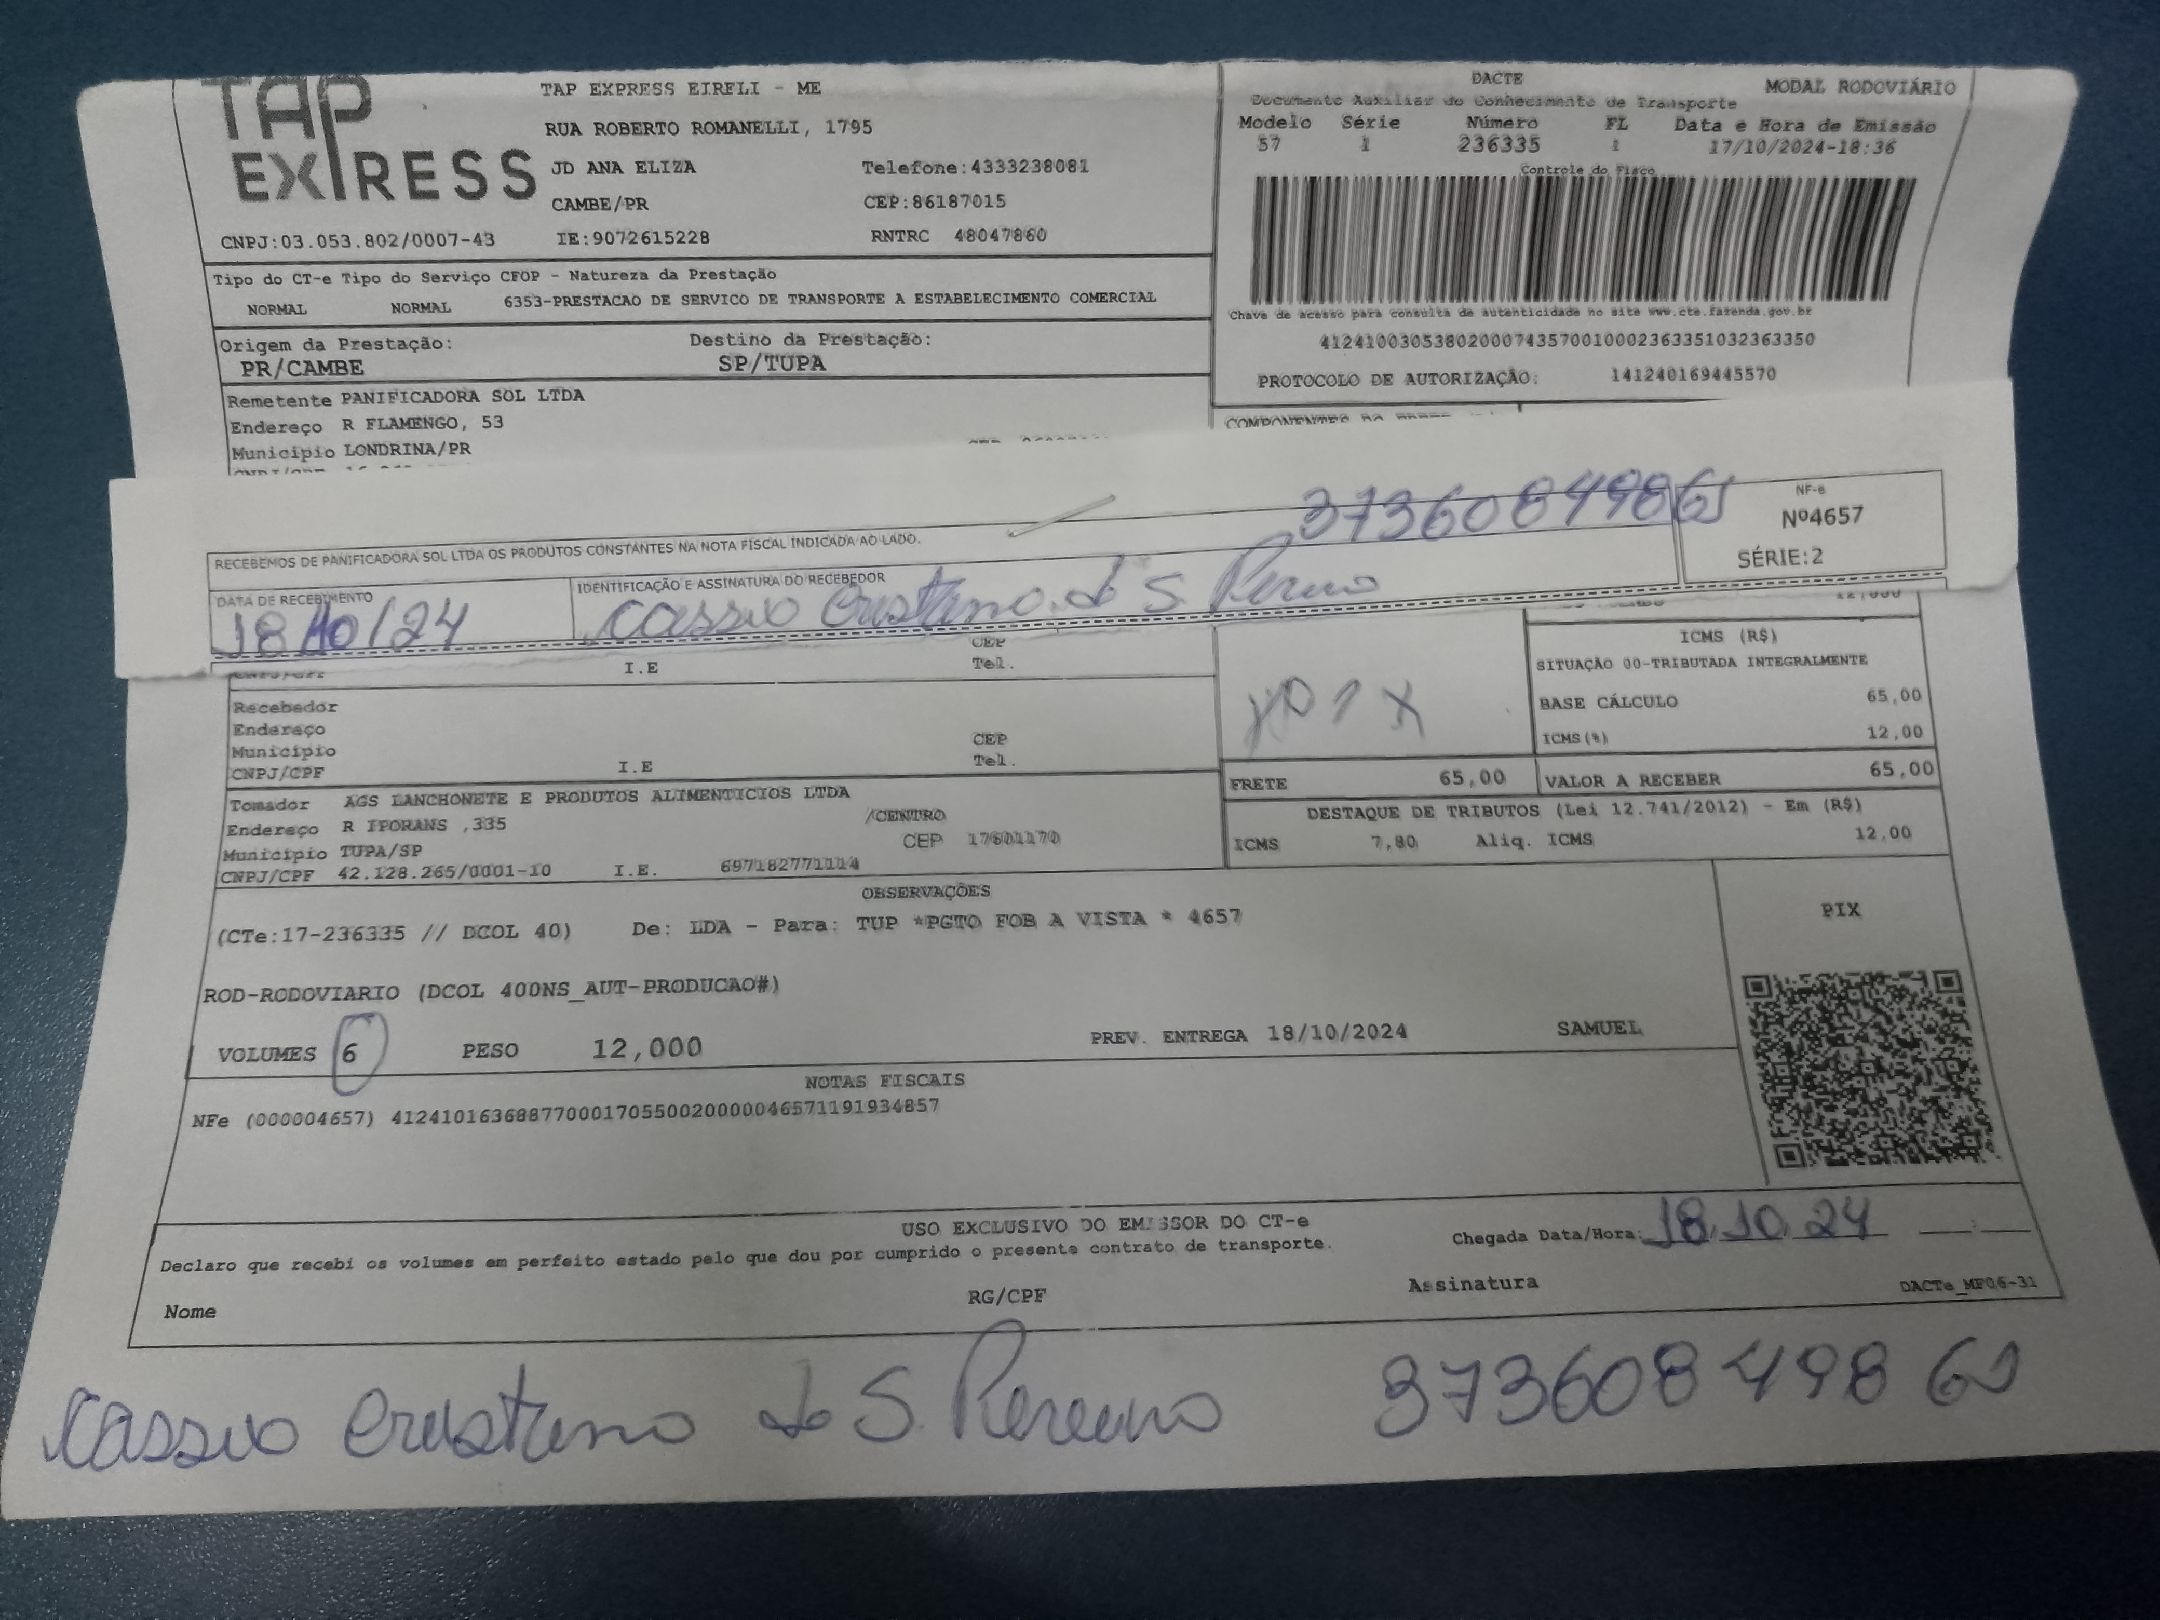 TAP EXPRESS
TAP EXPRESS EIRELI - ME
RUA ROBERTO ROMANELLI, 1795
JD ANA ELIZA Telefone:4333238081
CAMBE/PR CEP:86187015
CNPJ:03.053.802/0007-43 IE:9072615228 RNTRC 48047860
DACTE MODAL RODOVIÁRIO
Documento Auxiliar do Conhecimento de Transporte
Modelo Série Número FL Data e Hora de Emissão
57 1 236335 1 17/10/2024-18:36
Controle do Fisco
Chave de acesso para consulta de autenticidade no site www.cte.fazenda.gov.br
41241003053802000743570010002363351032363350
PROTOCOLO DE AUTORIZAÇÃO: 141240169445570
Tipo do CT-e Tipo do Serviço CFOP - Natureza da Prestação
NORMAL NORMAL 6353-PRESTACAO DE SERVICO DE TRANSPORTE A ESTABELECIMENTO COMERCIAL
Origem da Prestação: Destino da Prestação:
PR/CAMBE SP/TUPA
Remetente PANIFICADORA SOL LTDA
Endereço R FLAMENGO, 53
Município LONDRINA/PR
RECEBEMOS DE PANIFICADORA SOL LTDA OS PRODUTOS CONSTANTES NA NOTA FISCAL INDICADA AO LADO.
NF-e
Nº4657
SÉRIE:2
DATA DE RECEBIMENTO IDENTIFICAÇÃO E ASSINATURA DO RECEBEDOR
18/10/24 Cassio Cristiano de S.
CEP
I.E Tel.
Recebedor
Endereço
Município CEP
CNPJ/CPF I.E Tel.
12,000
ICMS (R$)
SITUAÇÃO 00-TRIBUTADA INTEGRALMENTE
BASE CÁLCULO 65,00
ICMS(%) 12,00
FRETE 65,00 VALOR A RECEBER 65,00
DESTAQUE DE TRIBUTOS (Lei 12.741/2012) - Em (R$)
ICMS 7,80 Aliq. ICMS 12,00
Tomador AGS LANCHONETE E PRODUTOS ALIMENTICIOS LTDA
Endereço R IPORANS ,335 /CENTRO
Município TUPA/SP CEP 17601170
CNPJ/CPF 42.128.265/0001-10 I.E. 697182771114
OBSERVAÇÕES
(CTe:17-236335 // DCOL 40) De: LDA - Para: TUP *PGTO FOB A VISTA * 4657
ROD-RODOVIARIO (DCOL 400NS_AUT-PRODUCAO#)
VOLUMES 6 PESO 12,000 PREV. ENTREGA 18/10/2024 SAMUEL
PIX
NOTAS FISCAIS
NFe (000004657) 41241016368877000170550020000046571191934857
USO EXCLUSIVO DO EMISSOR DO CT-e
Declaro que recebi os volumes em perfeito estado pelo que dou por cumprido o presente contrato de transporte.
Chegada Data/Hora: 18.10.24
Nome RG/CPF Assinatura DACTe_MF06-31
Cassio Cristiano de S.